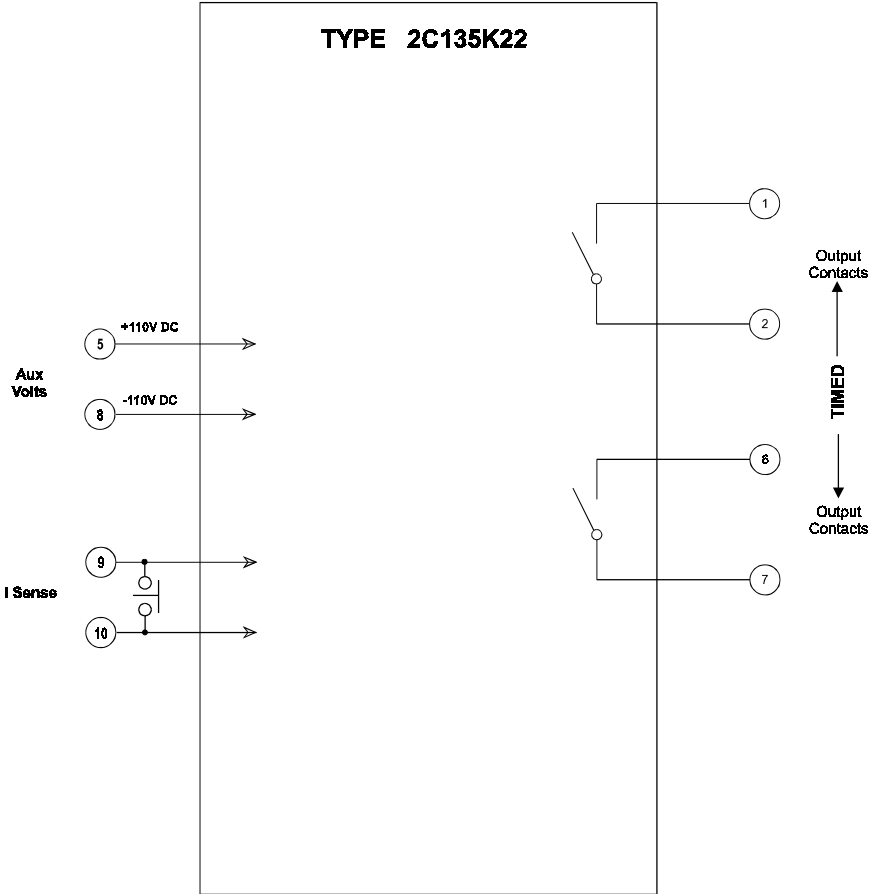 TYPE 2C135K22
1
Output
Contacts
2
+110V DC
5
Aux
Volts
-110V DC
8
TIMED
6
Output
Contacts
9
7
I Sense
10